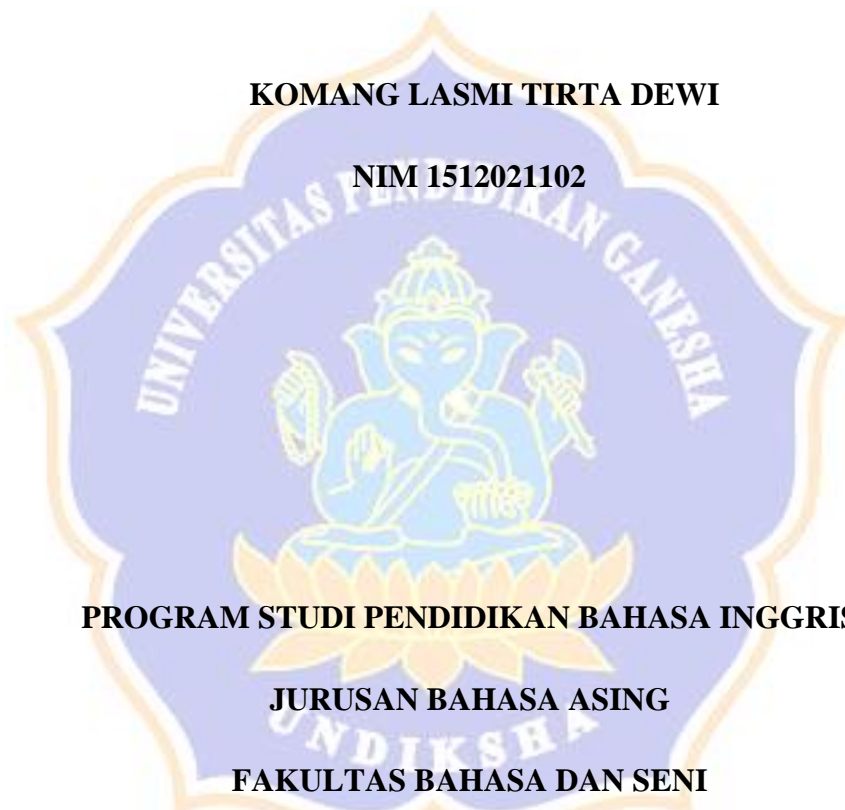 KOMANG LASMI TIRTA DEWI
NIM 1512021102
UNIVERSITAS PENDIDIKAN GANESHA
PROGRAM STUDI PENDIDIKAN BAHASA INGGRIS
JURUSAN BAHASA ASING
UNDIKSHA
FAKULTAS BAHASA DAN SENI